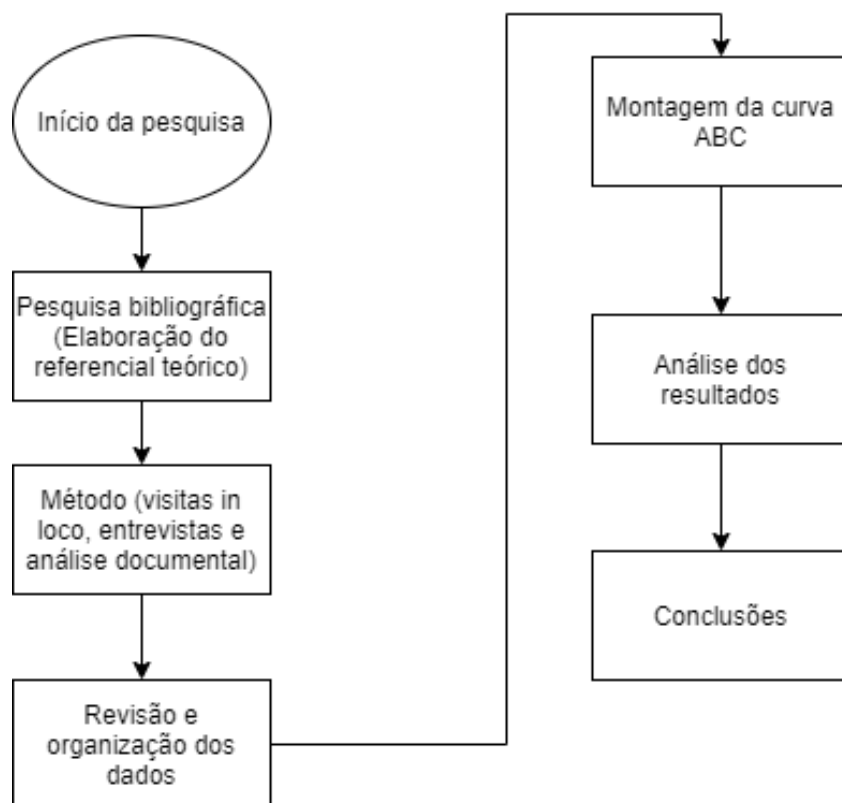 Início da pesquisa
Pesquisa bibliográfica
(Elaboração do
referencial teórico)
Método (visitas in
loco, entrevistas e
análise documental)
Revisão e
organização dos
dados
Montagem da curva
ABC
Análise dos
resultados
Conclusões